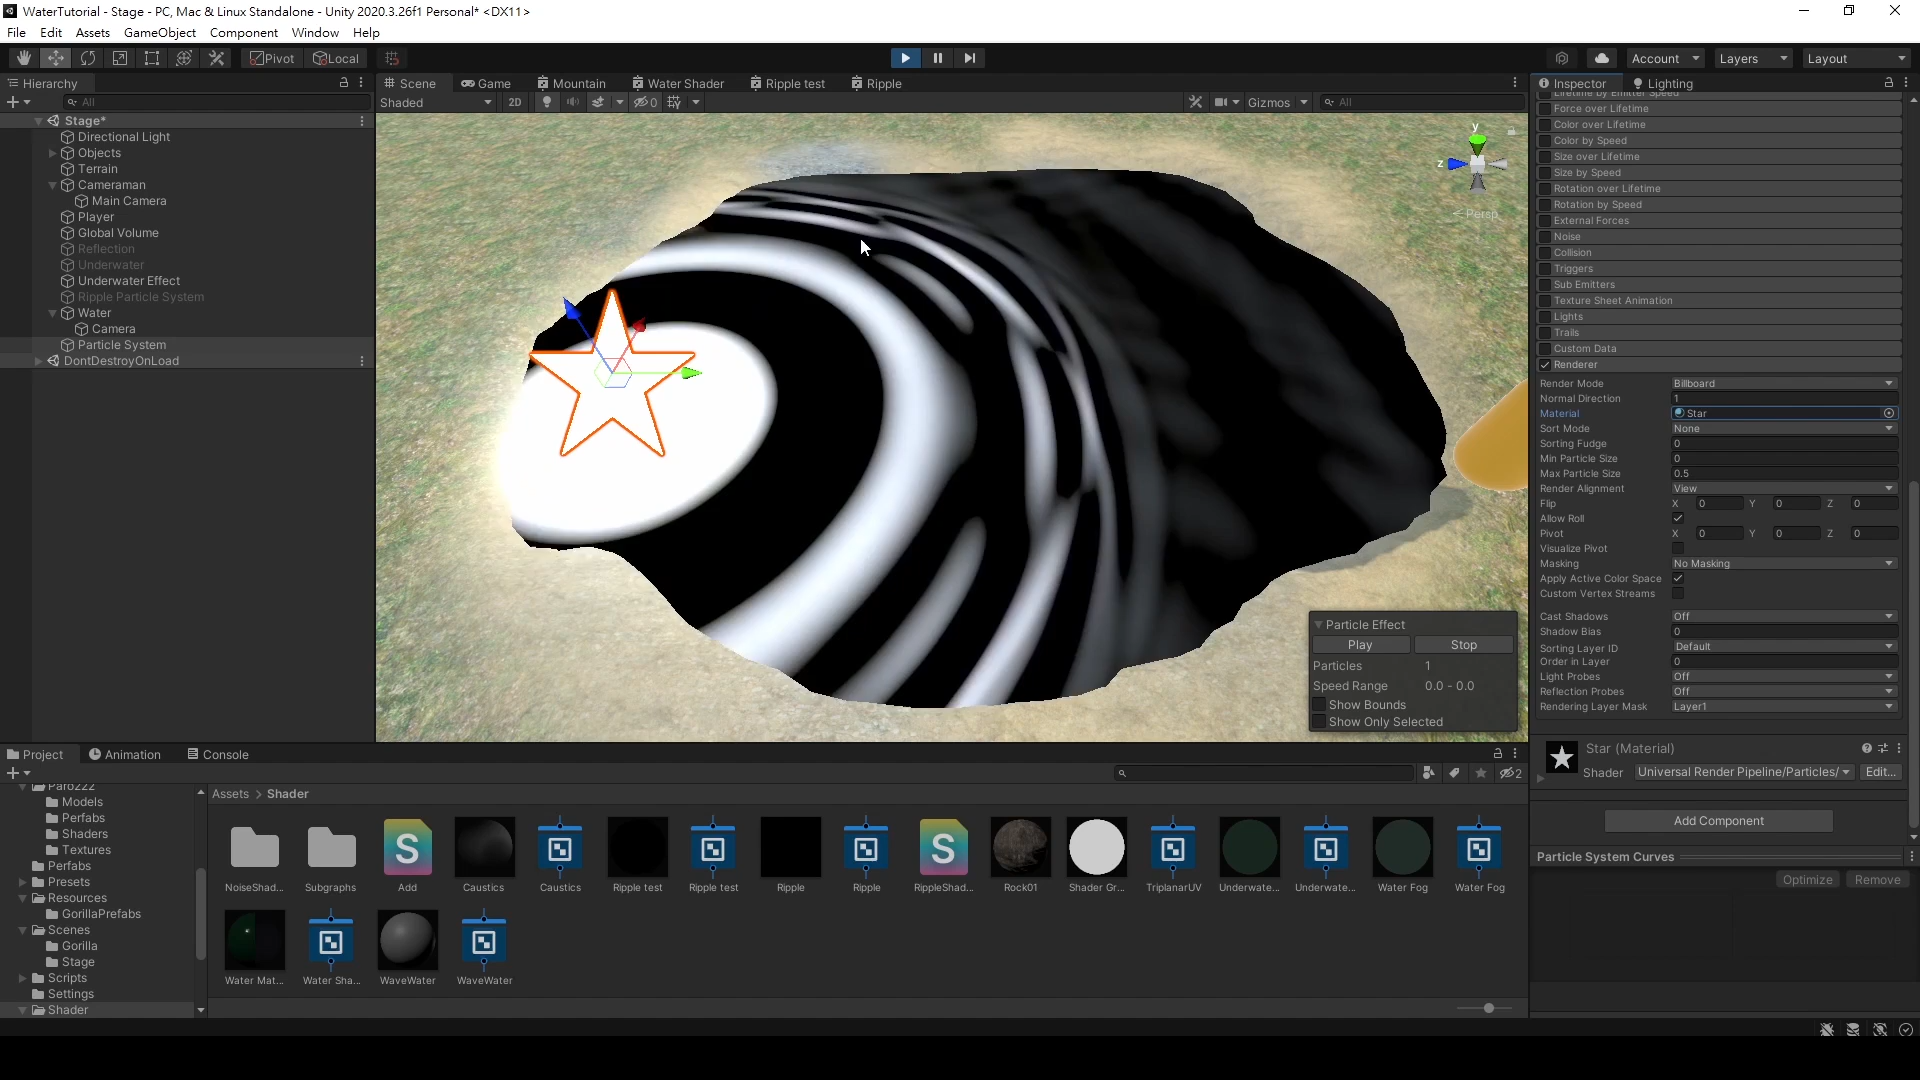 WaterTutorial - Stage - PC, Mac & Linux Standalone - Unity 2020.3.26f1 Personal* <DX11>
File Edit Assets GameObject Component Window Help
Pivot Local Account Layers Layout
Hierarchy
All
Stage*
Directional Light
Objects
Terrain
Cameraman
Main Camera
Player
Global Volume
Reflection
Underwater
Underwater Effect
Ripple Particle System
Water
Camera
Particle System
DontDestroyOnLoad
Scene Game Mountain Water Shader Ripple test Ripple
Shaded 2D 0 Gizmos All
y
z
< Persp
Particle Effect
Play Stop
Particles 1
Speed Range 0.0 - 0.0
Show Bounds
Show Only Selected
Inspector Lighting
Lifetime by Emitter Speed
Force over Lifetime
Color over Lifetime
Color by Speed
Size over Lifetime
Size by Speed
Rotation over Lifetime
Rotation by Speed
External Forces
Noise
Collision
Triggers
Sub Emitters
Texture Sheet Animation
Lights
Trails
Custom Data
Renderer
Render Mode Billboard
Normal Direction 1
Material Star
Sort Mode None
Sorting Fudge 0
Min Particle Size 0
Max Particle Size 0.5
Render Alignment View
Flip X 0 Y 0 Z 0
Allow Roll
Pivot X 0 Y 0 Z 0
Visualize Pivot
Masking No Masking
Apply Active Color Space
Custom Vertex Streams
Cast Shadows Off
Shadow Bias 0
Sorting Layer ID Default
Order in Layer 0
Light Probes Off
Reflection Probes Off
Rendering Layer Mask Layer1
Star (Material)
Shader Universal Render Pipeline/Particles/ Edit...
Add Component
Particle System Curves
Optimize Remove
Project Animation Console
2
Parozzz
Models
Perfabs
Shaders
Textures
Perfabs
Presets
Resources
GorillaPrefabs
Scenes
Gorilla
Stage
Scripts
Settings
Shader
Assets > Shader
NoiseShad... Subgraphs Add Caustics Caustics Ripple test Ripple test Ripple Ripple RippleShad... Rock01 Shader Gr... TriplanarUV Underwate... Underwate... Water Fog Water Fog
Water Mat... Water Sha... WaveWater WaveWater